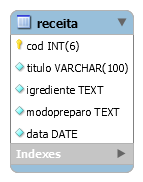 receita
cod INT(6)
titulo VARCHAR(100)
igrediente TEXT
modopreparo TEXT
data DATE
Indexes